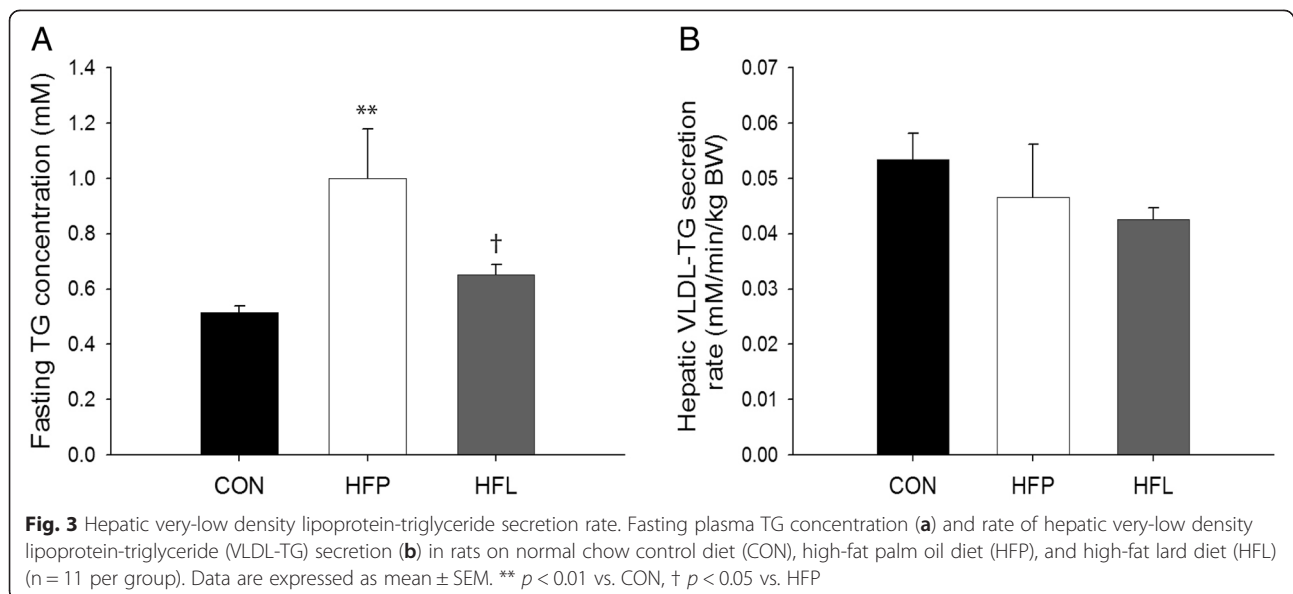 A
Fasting TG concentration (mM)
1.4
1.2
1.0
0.8
0.6
0.4
0.2
0.0
**
†
CON HFP HFL
B
Hepatic VLDL-TG secretion
rate (mM/min/kg BW)
0.07
0.06
0.05
0.04
0.03
0.02
0.01
0.00
CON HFP HFL
Fig. 3 Hepatic very-low density lipoprotein-triglyceride secretion rate. Fasting plasma TG concentration (a) and rate of hepatic very-low density
lipoprotein-triglyceride (VLDL-TG) secretion (b) in rats on normal chow control diet (CON), high-fat palm oil diet (HFP), and high-fat lard diet (HFL)
(n = 11 per group). Data are expressed as mean ± SEM. ** p < 0.01 vs. CON, † p < 0.05 vs. HFP